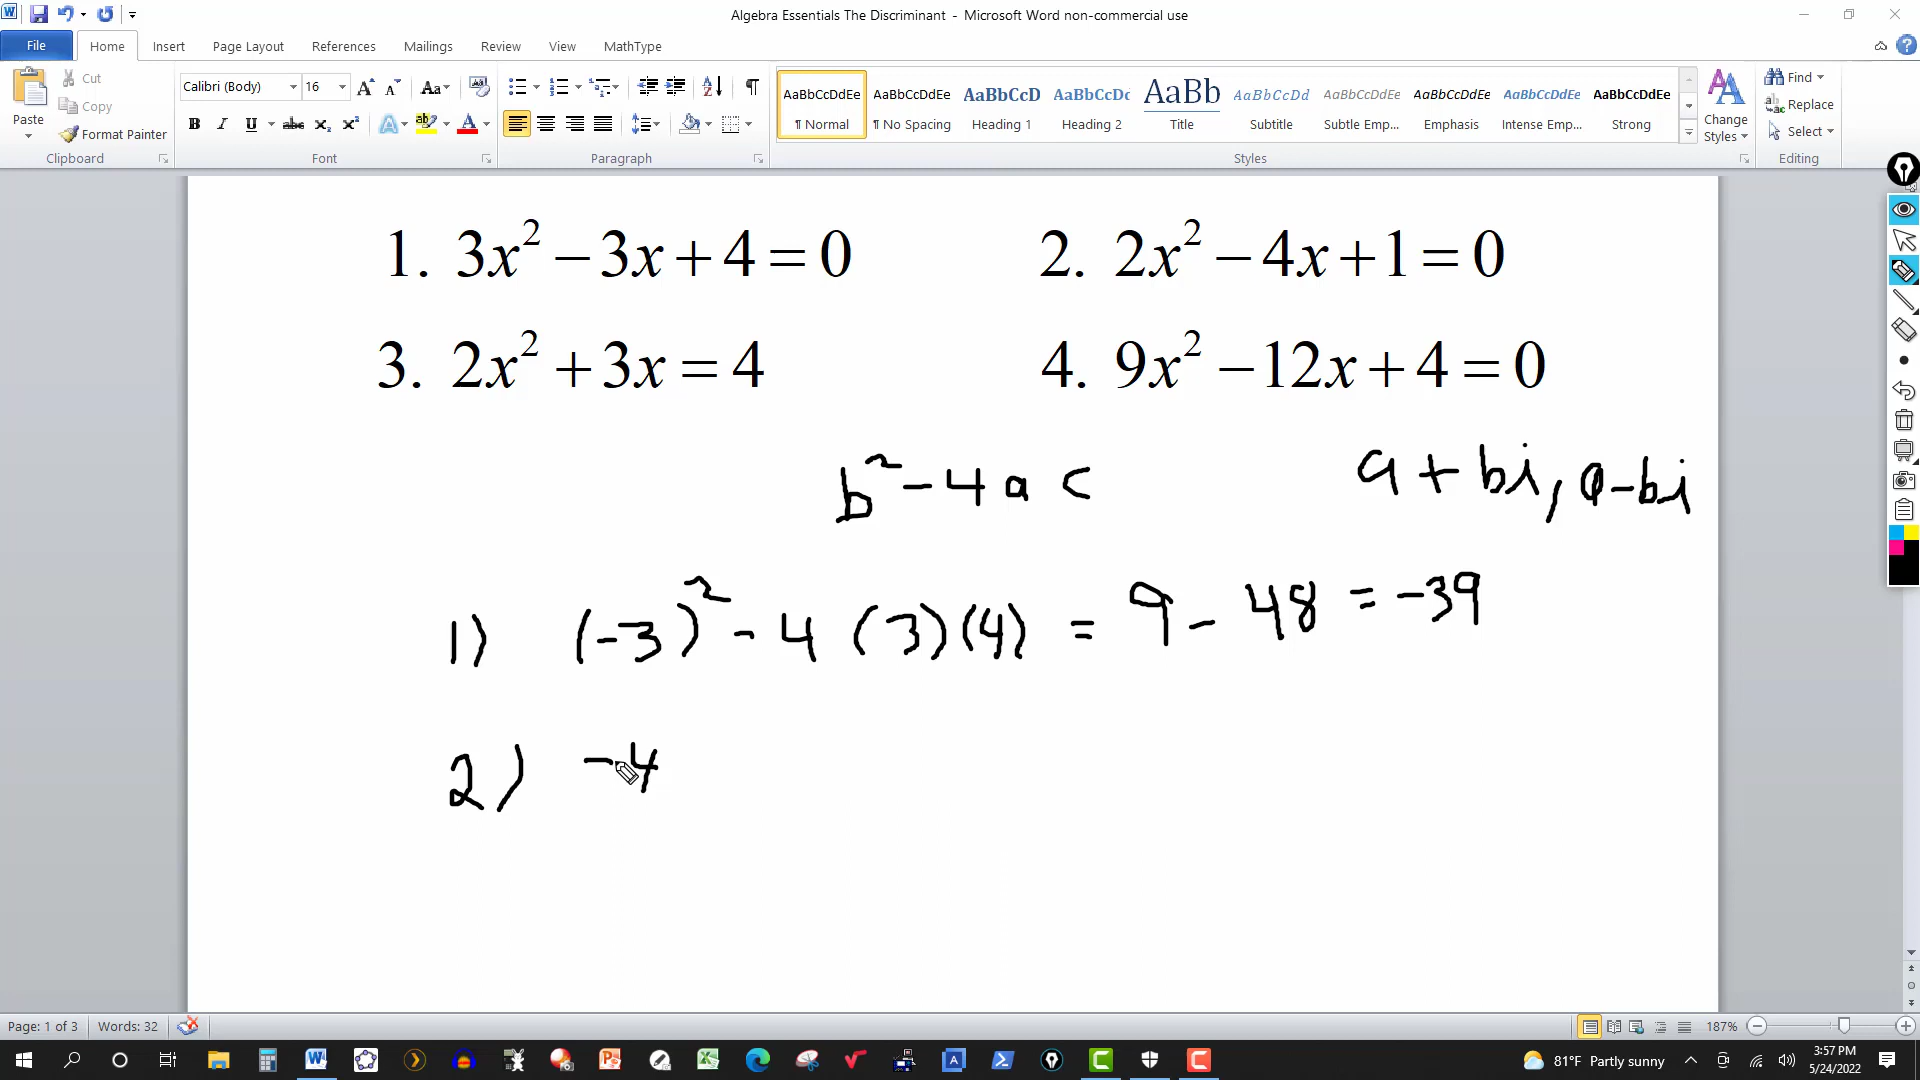 Algebra Essentials The Discriminant - Microsoft Word non-commercial use
File Home Insert Page Layout References Mailings Review View MathType
Paste Cut Copy Format Painter
Calibri (Body) 16
AaBbCcDdEe AaBbCcDdEe AaBbCcD AaBbCcDc AaBb AaBbCcDd AaBbCcDdEe AaBbCcDdEe AaBbCcDdEe AaBbCcDdEe
¶ Normal ¶ No Spacing Heading 1 Heading 2 Title Subtitle Subtle Emp... Emphasis Intense Emp... Strong
Change Styles
Find
Replace
Select
Clipboard Font Paragraph Styles Editing
1. 3x² − 3x + 4 = 0 2. 2x² − 4x + 1 = 0
3. 2x² + 3x = 4 4. 9x² − 12x + 4 = 0
b² − 4ac a + bi, a − bi
1) (-3)² - 4 (3)(4) = 9 - 48 = -39
2) -4
Page: 1 of 3 Words: 32 187%
81°F Partly sunny 3:57 PM
5/24/2022